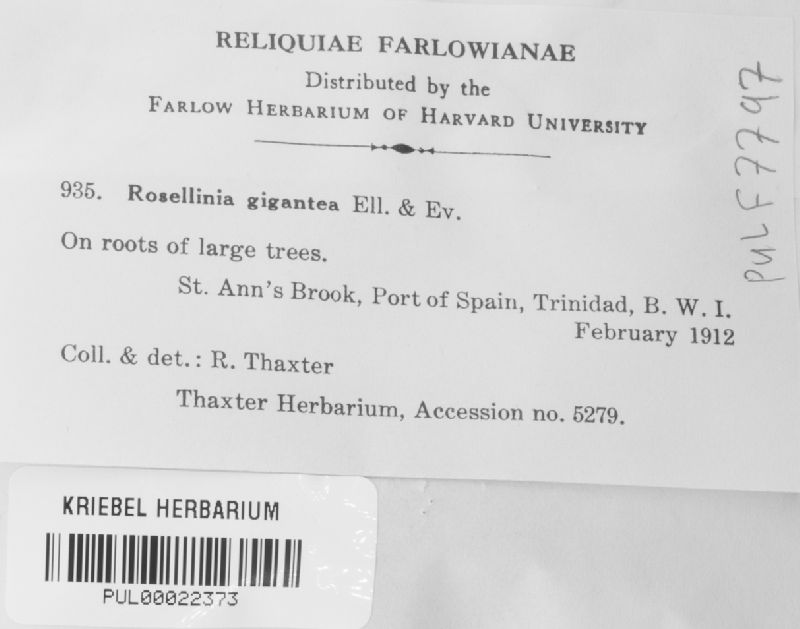 RELIQUIAE FARLOWIANAE
Distributed by the
FARLOW HERBARIUM OF HARVARD UNIVERSITY
935. Rosellinia gigantea Ell. & Ev.
On roots of large trees.
St. Ann's Brook, Port of Spain, Trinidad, B. W. I.
February 1912
Coll. & det.: R. Thaxter
Thaxter Herbarium, Accession no. 5279.
KRIEBEL HERBARIUM
PUL00022373